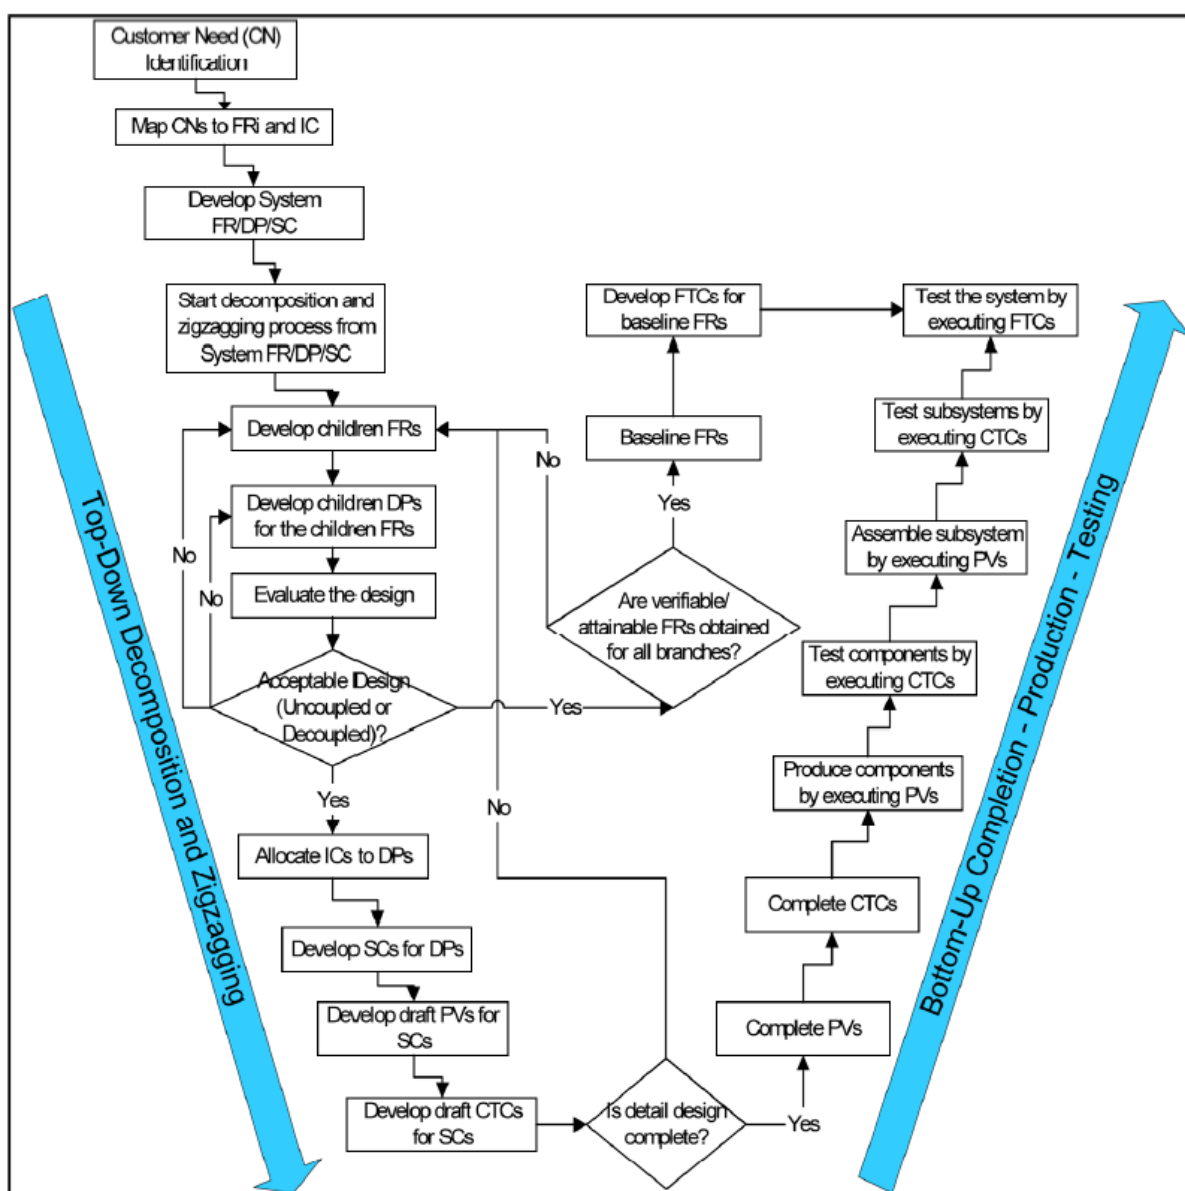 Customer Need (CN)
Identification
Map CNs to FRi and IC
Develop System
FR/DP/SC
Start decomposition and
zigzagging process from
System FR/DP/SC
Develop children FRs
No
No
Develop children DPs
for the children FRs
Evaluate the design
Acceptable Design
(Uncoupled or
Decoupled)?
Yes
Yes
Allocate ICs to DPs
Develop SCs for DPs
Develop draft PVs for
SCs
Develop draft CTCs
for SCs
Is detail design
complete?
No
Yes
Are verifiable/
attainable FRs obtained
for all branches?
No
Yes
Baseline FRs
Develop FTCs for
baseline FRs
Complete PVs
Complete CTCs
Produce components
by executing PVs
Test components by
executing CTCs
Assemble subsystem
by executing PVs
Test subsystems by
executing CTCs
Test the system by
executing FTCs
Top-Down Decomposition and Zigzagging
Bottom-Up Completion - Production - Testing